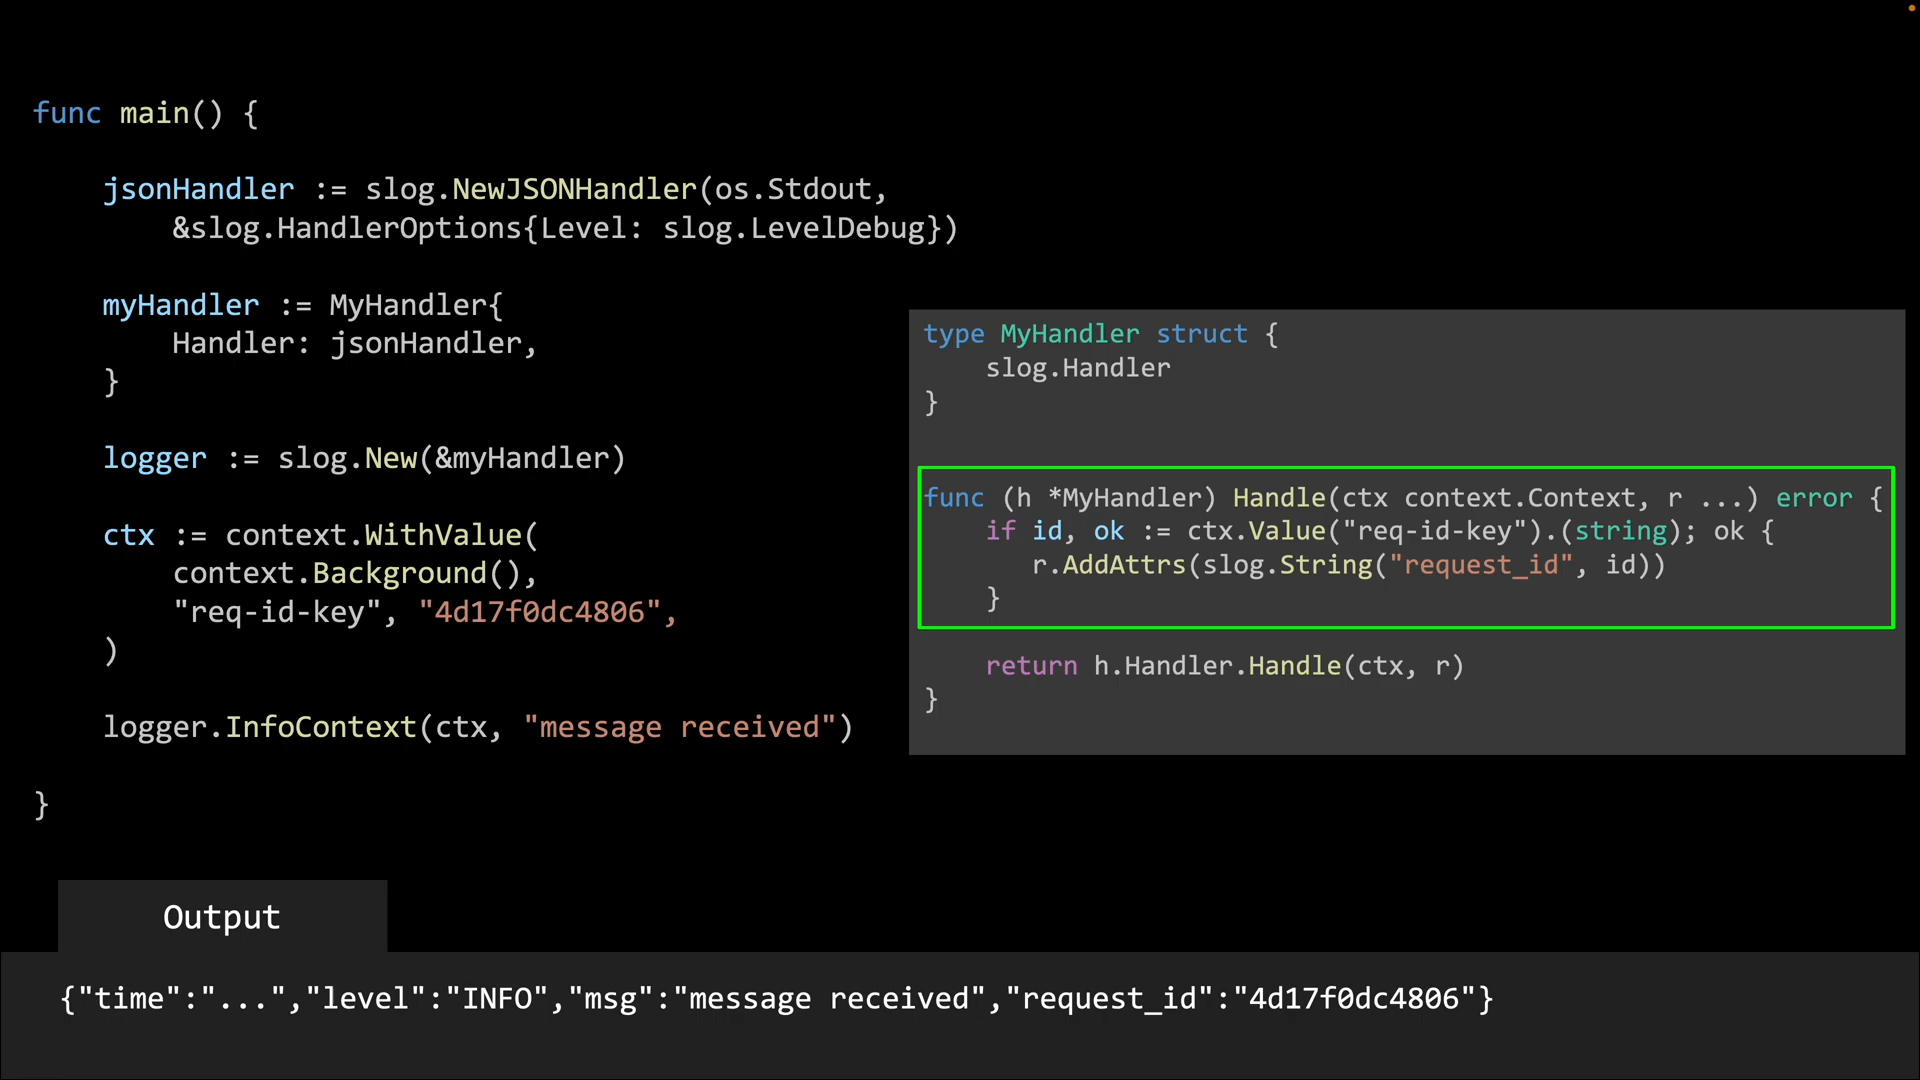 func main() {
jsonHandler := slog.NewJSONHandler(os.Stdout,
&slog.HandlerOptions{Level: slog.LevelDebug})
myHandler := MyHandler{
Handler: jsonHandler,
}
logger := slog.New(&myHandler)
ctx := context.WithValue(
context.Background(),
"req-id-key", "4d17f0dc4806",
)
logger.InfoContext(ctx, "message received")
}
type MyHandler struct {
slog.Handler
}
func (h *MyHandler) Handle(ctx context.Context, r ...) error {
if id, ok := ctx.Value("req-id-key").(string); ok {
r.AddAttrs(slog.String("request_id", id))
}
return h.Handler.Handle(ctx, r)
}
Output
{"time":"...","level":"INFO","msg":"message received","request_id":"4d17f0dc4806"}